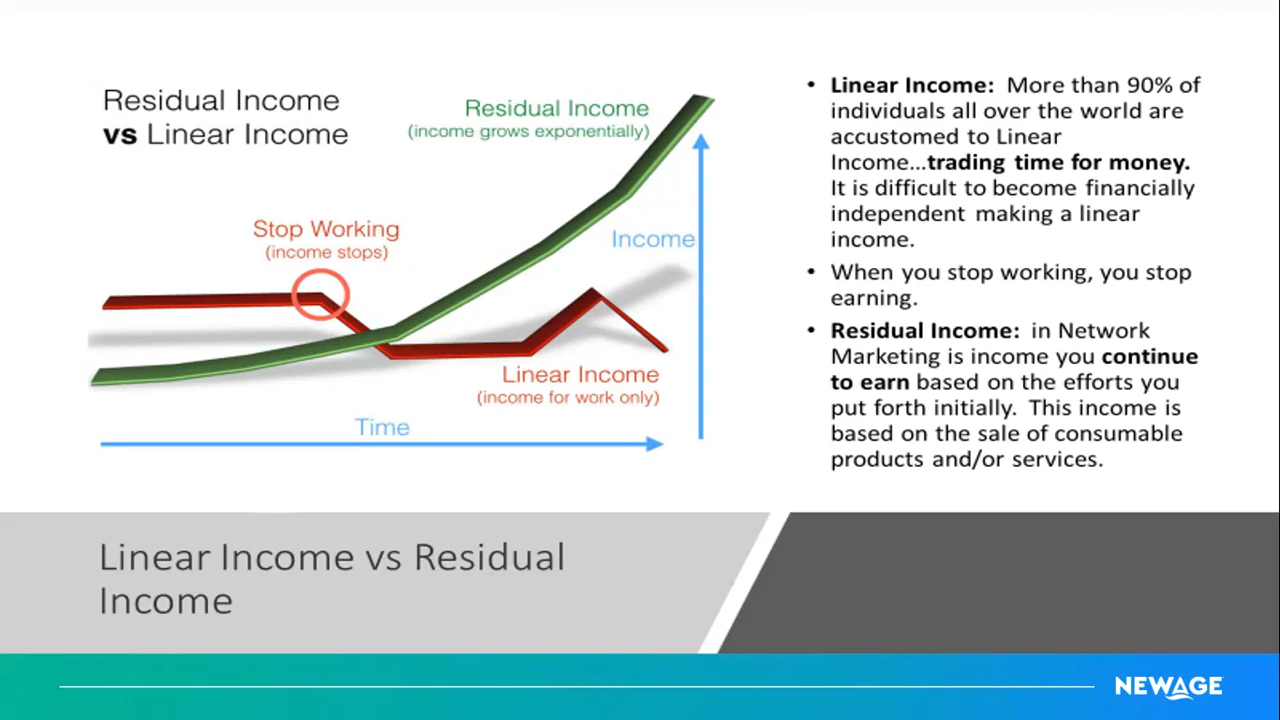 Residual Income
vs Linear Income
Residual Income
(income grows exponentially)
Stop Working
(income stops)
Income
Linear Income
(income for work only)
Time
• Linear Income:  More than 90% of
individuals all over the world are
accustomed to Linear
Income…trading time for money.
It is difficult to become financially
independent making a linear
income.
• When you stop working, you stop
earning.
• Residual Income:  in Network
Marketing is income you continue
to earn based on the efforts you
put forth initially.  This income is
based on the sale of consumable
products and/or services.
Linear Income vs Residual
Income
NEWAGE